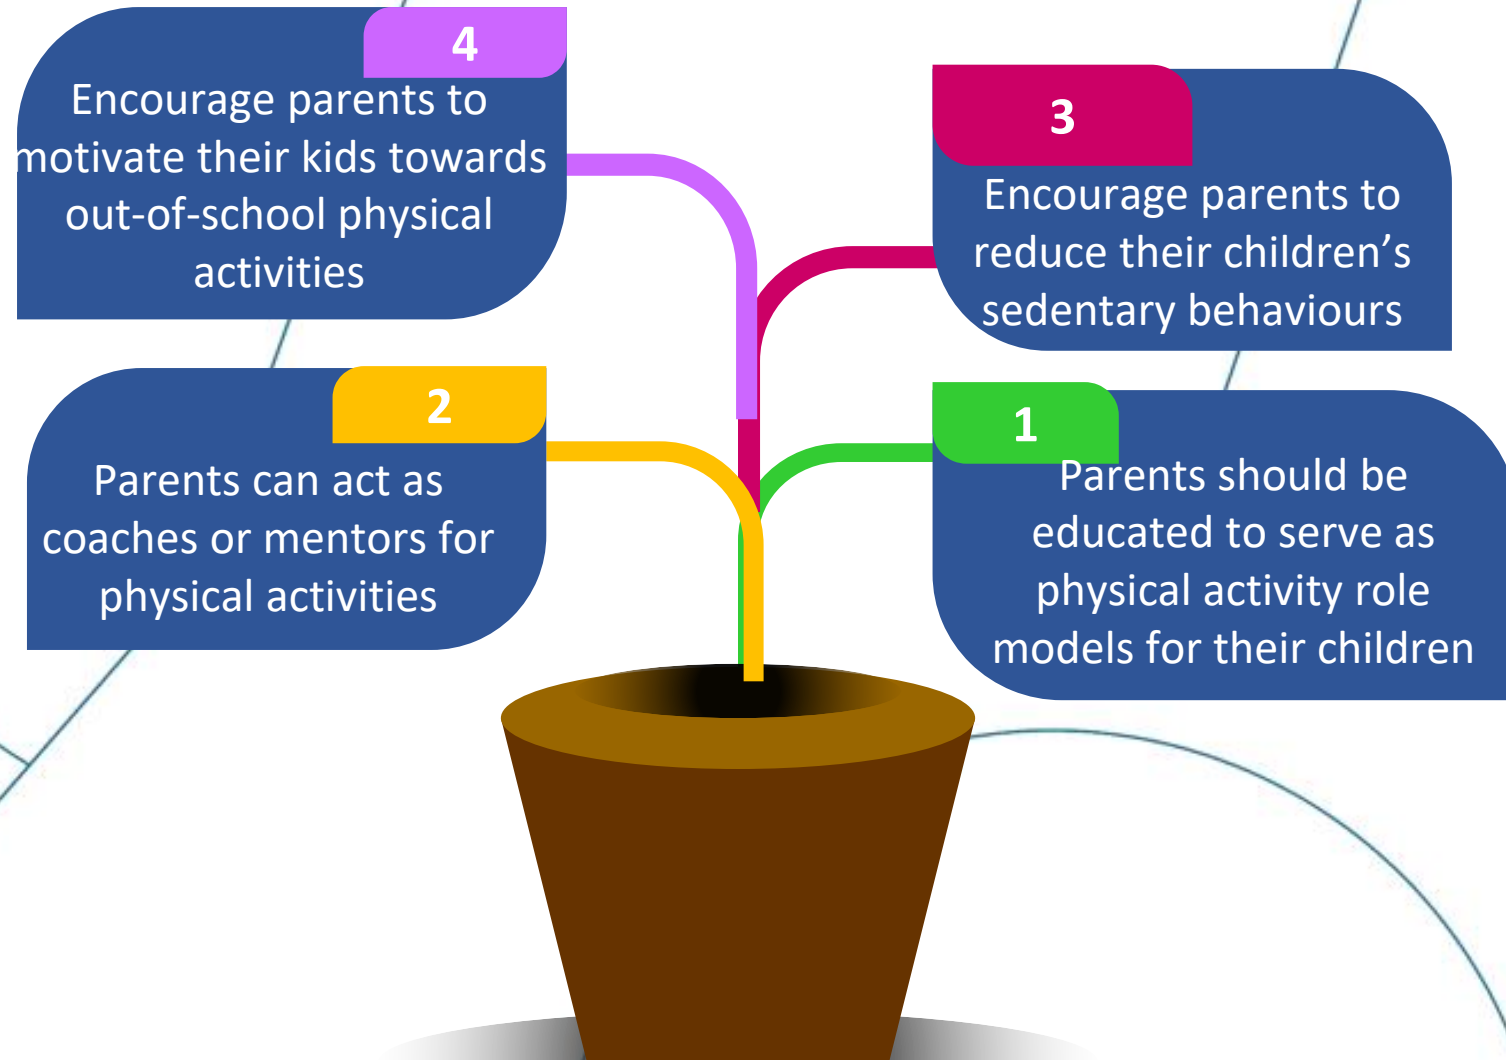 4
Encourage parents to
motivate their kids towards
out-of-school physical
activities
3
Encourage parents to
reduce their children’s
sedentary behaviours
2
Parents can act as
coaches or mentors for
physical activities
1
Parents should be
educated to serve as
physical activity role
models for their children